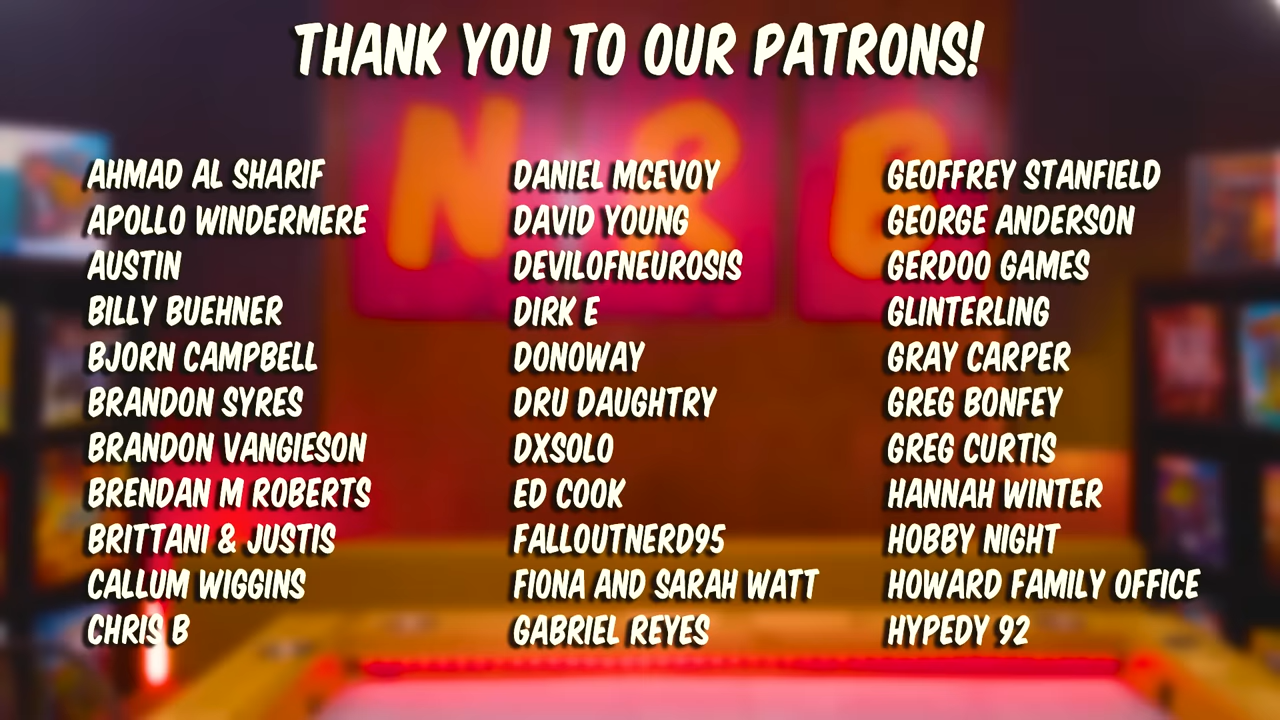 THANK YOU TO OUR PATRONS!
N & B
AHMAD AL SHARIF
APOLLO WINDERMERE
AUSTIN
BILLY BUEHNER
BJORN CAMPBELL
BRANDON SYRES
BRANDON VANGIESON
BRENDAN M ROBERTS
BRITTANI & JUSTIS
CALLUM WIGGINS
CHRIS B
DANIEL MCEVOY
DAVID YOUNG
DEVILOFNEUROSIS
DIRK E
DONOWAY
DRU DAUGHTRY
DXSOLO
ED COOK
FALLOUTNERD95
FIONA AND SARAH WATT
GABRIEL REYES
GEOFFREY STANFIELD
GEORGE ANDERSON
GERDOO GAMES
GLINTERLING
GRAY CARPER
GREG BONFEY
GREG CURTIS
HANNAH WINTER
HOBBY NIGHT
HOWARD FAMILY OFFICE
HYPEDY 92